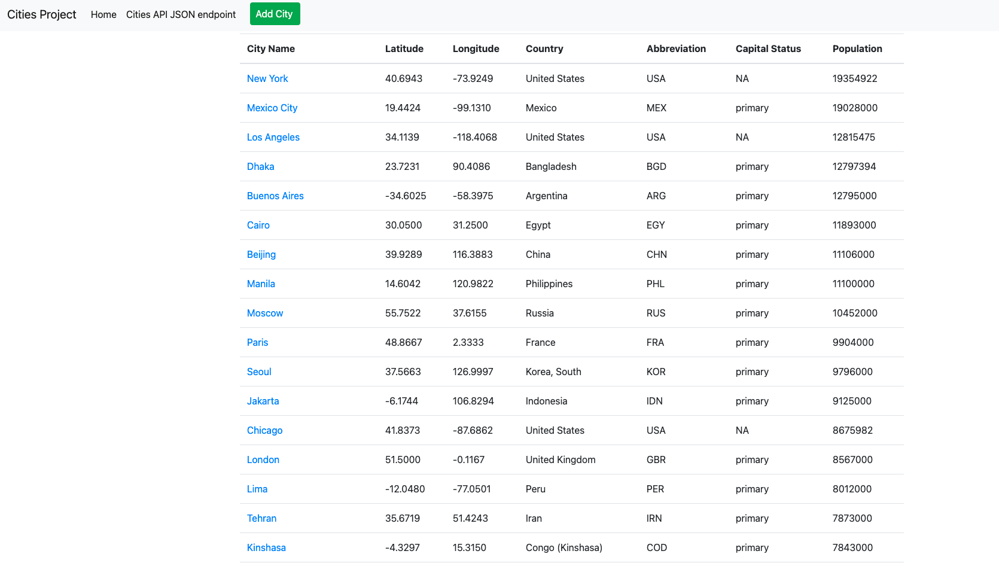 Cities Project Home Cities API JSON endpoint Add City
City Name Latitude Longitude Country Abbreviation Capital Status Population
New York 40.6943 -73.9249 United States USA NA 19354922
Mexico City 19.4424 -99.1310 Mexico MEX primary 19028000
Los Angeles 34.1139 -118.4068 United States USA NA 12815475
Dhaka 23.7231 90.4086 Bangladesh BGD primary 12797394
Buenos Aires -34.6025 -58.3975 Argentina ARG primary 12795000
Cairo 30.0500 31.2500 Egypt EGY primary 11893000
Beijing 39.9289 116.3883 China CHN primary 11106000
Manila 14.6042 120.9822 Philippines PHL primary 11100000
Moscow 55.7522 37.6155 Russia RUS primary 10452000
Paris 48.8667 2.3333 France FRA primary 9904000
Seoul 37.5663 126.9997 Korea, South KOR primary 9796000
Jakarta -6.1744 106.8294 Indonesia IDN primary 9125000
Chicago 41.8373 -87.6862 United States USA NA 8675982
London 51.5000 -0.1167 United Kingdom GBR primary 8567000
Lima -12.0480 -77.0501 Peru PER primary 8012000
Tehran 35.6719 51.4243 Iran IRN primary 7873000
Kinshasa -4.3297 15.3150 Congo (Kinshasa) COD primary 7843000